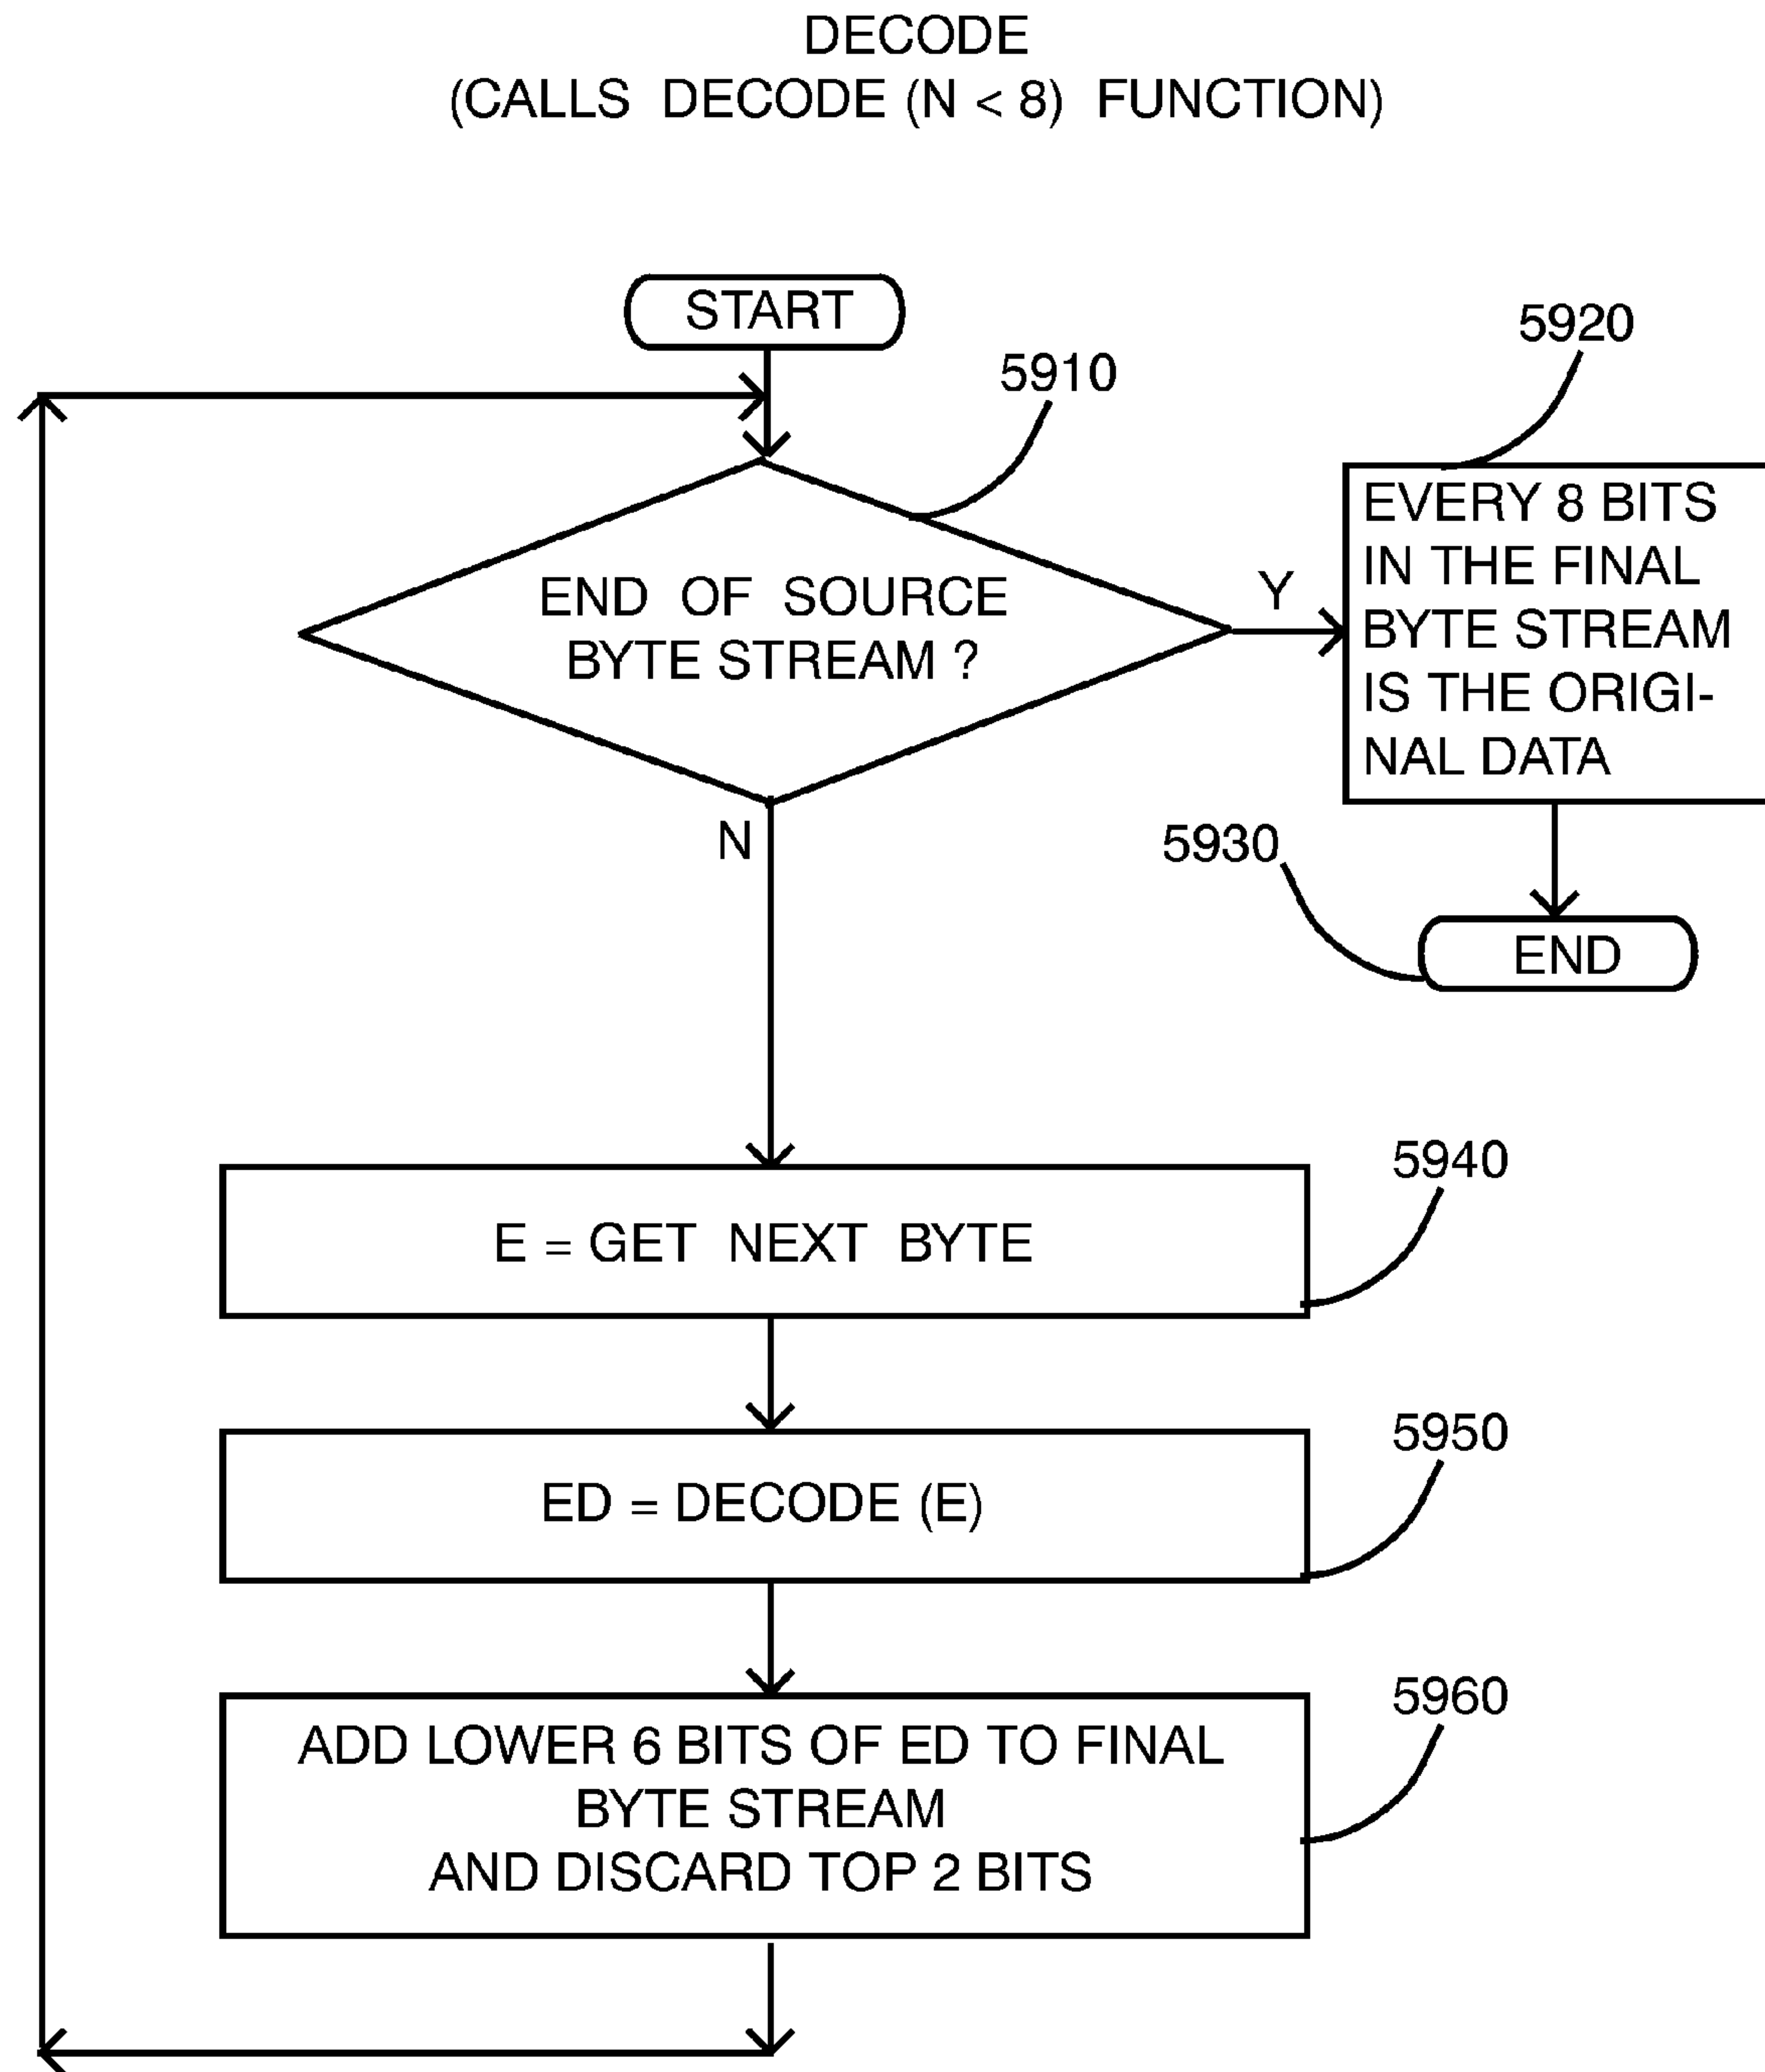 DECODE
(CALLS DECODE (N < 8) FUNCTION)
START
5910
5920
END OF SOURCE
BYTE STREAM ?
Y
EVERY 8 BITS
IN THE FINAL
BYTE STREAM
IS THE ORIGI-
NAL DATA
N
5930
END
5940
E = GET NEXT BYTE
5950
ED = DECODE (E)
5960
ADD LOWER 6 BITS OF ED TO FINAL
BYTE STREAM
AND DISCARD TOP 2 BITS